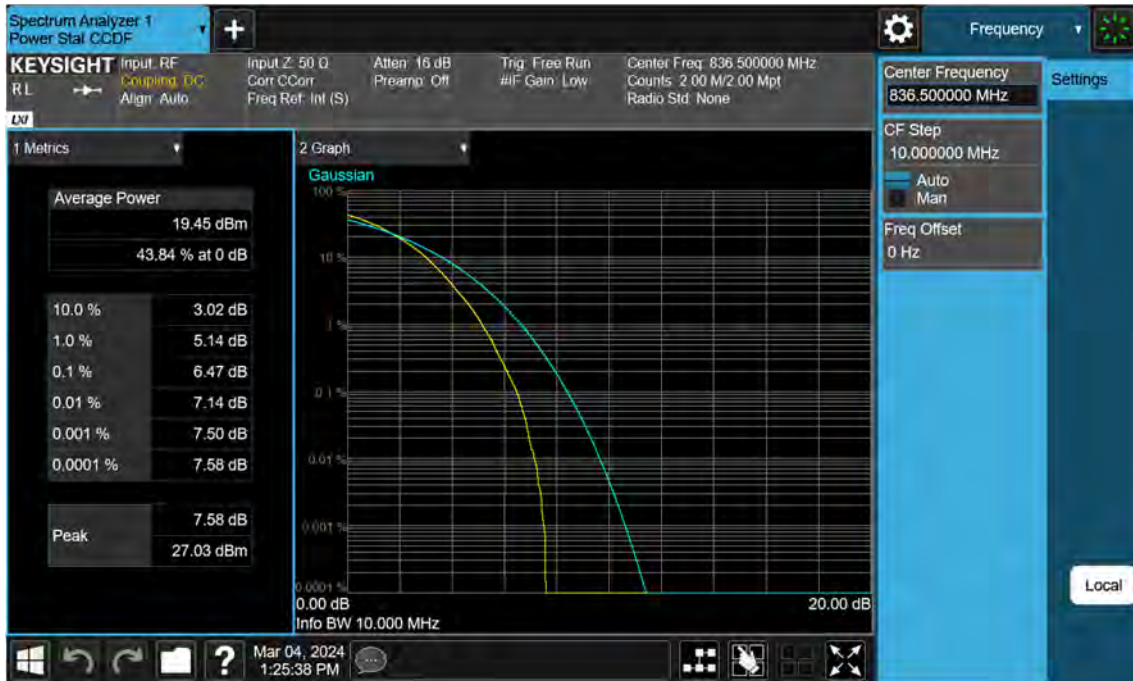 Spectrum Analyzer 1
Power Stat CCDF
+
Frequency
KEYSIGHT
RL
LXI
Input: RF
Coupling: DC
Align: Auto
Input Z: 50 Ω
Corr CCorr
Freq Ref: Int (S)
Atten: 16 dB
Preamp: Off
Trig: Free Run
#IF Gain: Low
Center Freq: 836.500000 MHz
Counts: 2.00 M/2.00 Mpt
Radio Std: None
Center Frequency
836.500000 MHz
Settings
CF Step
10.000000 MHz
Auto
Man
Freq Offset
0 Hz
Local
1 Metrics
Average Power
19.45 dBm
43.84 % at 0 dB
10.0 % 3.02 dB
1.0 % 5.14 dB
0.1 % 6.47 dB
0.01 % 7.14 dB
0.001 % 7.50 dB
0.0001 % 7.58 dB
Peak
7.58 dB
27.03 dBm
2 Graph
Gaussian
100 %
10 %
1 %
0.1 %
0.01 %
0.001 %
0.0001 %
0.00 dB 20.00 dB
Info BW 10.000 MHz
?
Mar 04, 2024
1:25:38 PM